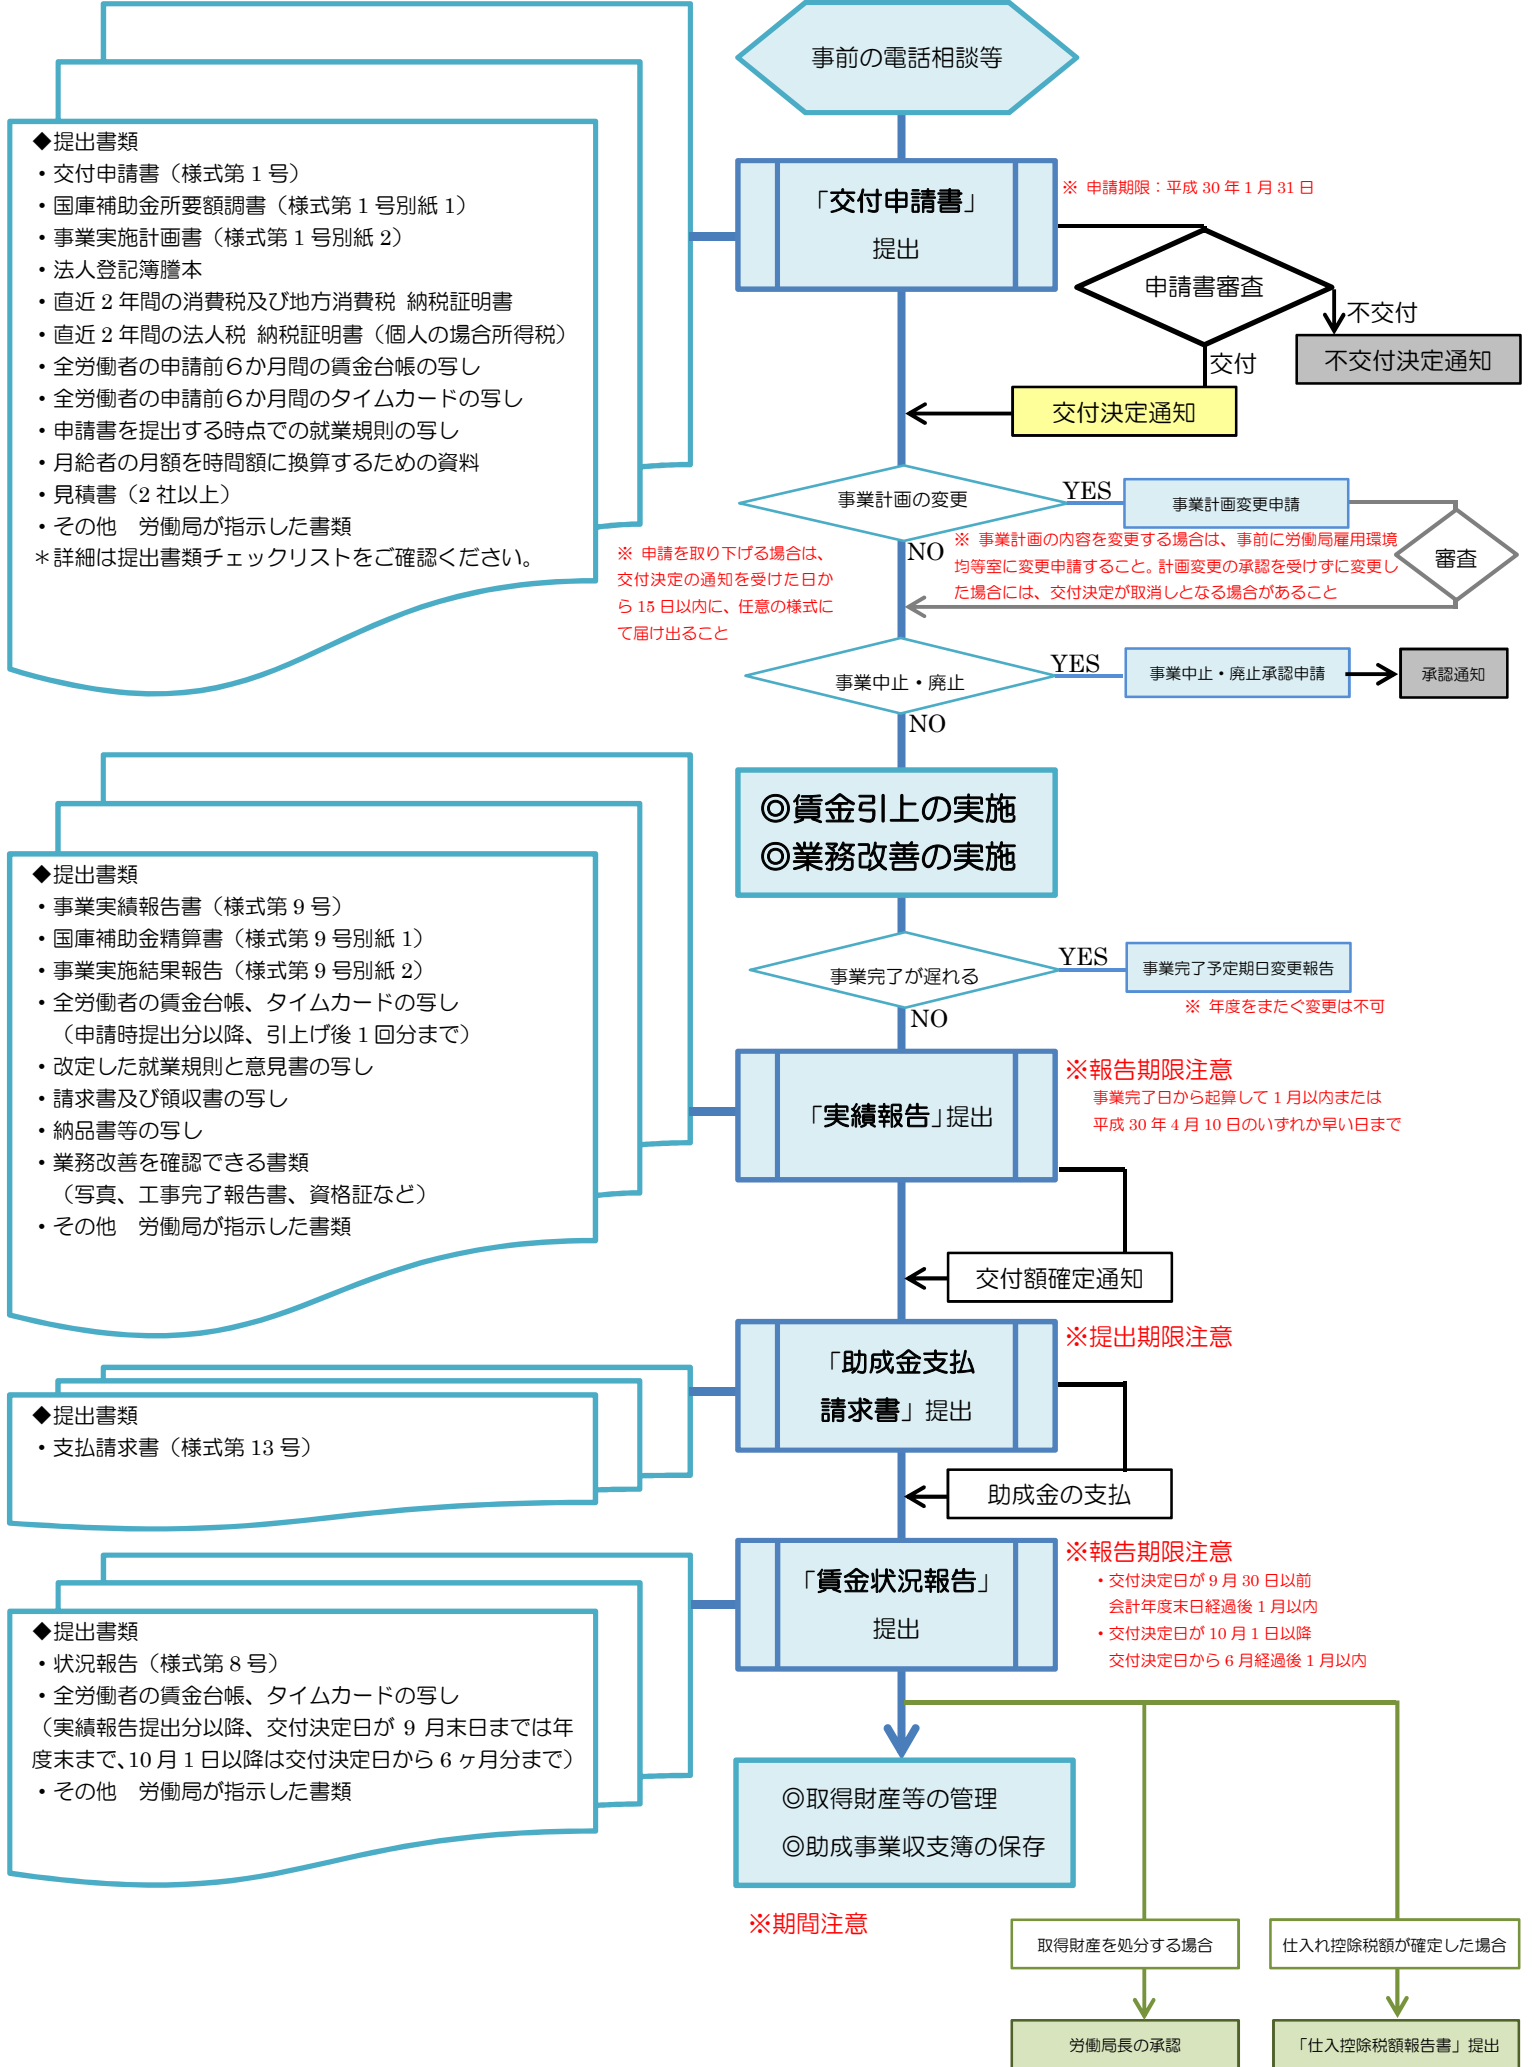 事前の電話相談等
◆提出書類
・交付申請書（様式第 1 号）
・国庫補助金所要額調書（様式第 1 号別紙 1）
・事業実施計画書（様式第 1 号別紙 2）
・法人登記簿謄本
・直近 2 年間の消費税及び地方消費税 納税証明書
・直近 2 年間の法人税 納税証明書（個人の場合所得税）
・全労働者の申請前６か月間の賃金台帳の写し
・全労働者の申請前６か月間のタイムカードの写し
・申請書を提出する時点での就業規則の写し
・月給者の月額を時間額に換算するための資料
・見積書（2 社以上）
・その他　労働局が指示した書類
＊詳細は提出書類チェックリストをご確認ください。
「交付申請書」
提出
※ 申請期限：平成 30 年 1 月 31 日
申請書審査
不交付
不交付決定通知
交付
交付決定通知
事業計画の変更
YES
事業計画変更申請
審査
NO
※ 事業計画の内容を変更する場合は、事前に労働局雇用環境
均等室に変更申請すること。計画変更の承認を受けずに変更し
た場合には、交付決定が取消しとなる場合があること
※ 申請を取り下げる場合は、
交付決定の通知を受けた日か
ら 15 日以内に、任意の様式に
て届け出ること
事業中止・廃止
YES
事業中止・廃止承認申請
承認通知
NO
◎賃金引上の実施
◎業務改善の実施
◆提出書類
・事業実績報告書（様式第 9 号）
・国庫補助金精算書（様式第 9 号別紙 1）
・事業実施結果報告（様式第 9 号別紙 2）
・全労働者の賃金台帳、タイムカードの写し
（申請時提出分以降、引上げ後 1 回分まで）
・改定した就業規則と意見書の写し
・請求書及び領収書の写し
・納品書等の写し
・業務改善を確認できる書類
（写真、工事完了報告書、資格証など）
・その他　労働局が指示した書類
事業完了が遅れる
YES
事業完了予定期日変更報告
※ 年度をまたぐ変更は不可
NO
「実績報告」提出
※報告期限注意
事業完了日から起算して 1 月以内または
平成 30 年 4 月 10 日のいずれか早い日まで
交付額確定通知
「助成金支払
請求書」提出
※提出期限注意
◆提出書類
・支払請求書（様式第 13 号）
助成金の支払
「賃金状況報告」
提出
※報告期限注意
・交付決定日が 9 月 30 日以前
会計年度末日経過後 1 月以内
・交付決定日が 10 月 1 日以降
交付決定日から 6 月経過後 1 月以内
◆提出書類
・状況報告（様式第 8 号）
・全労働者の賃金台帳、タイムカードの写し
（実績報告提出分以降、交付決定日が 9 月末日までは年
度末まで、10 月 1 日以降は交付決定日から 6 ヶ月分まで）
・その他　労働局が指示した書類
◎取得財産等の管理
◎助成事業収支簿の保存
※期間注意
取得財産を処分する場合
仕入れ控除税額が確定した場合
労働局長の承認
「仕入控除税額報告書」提出